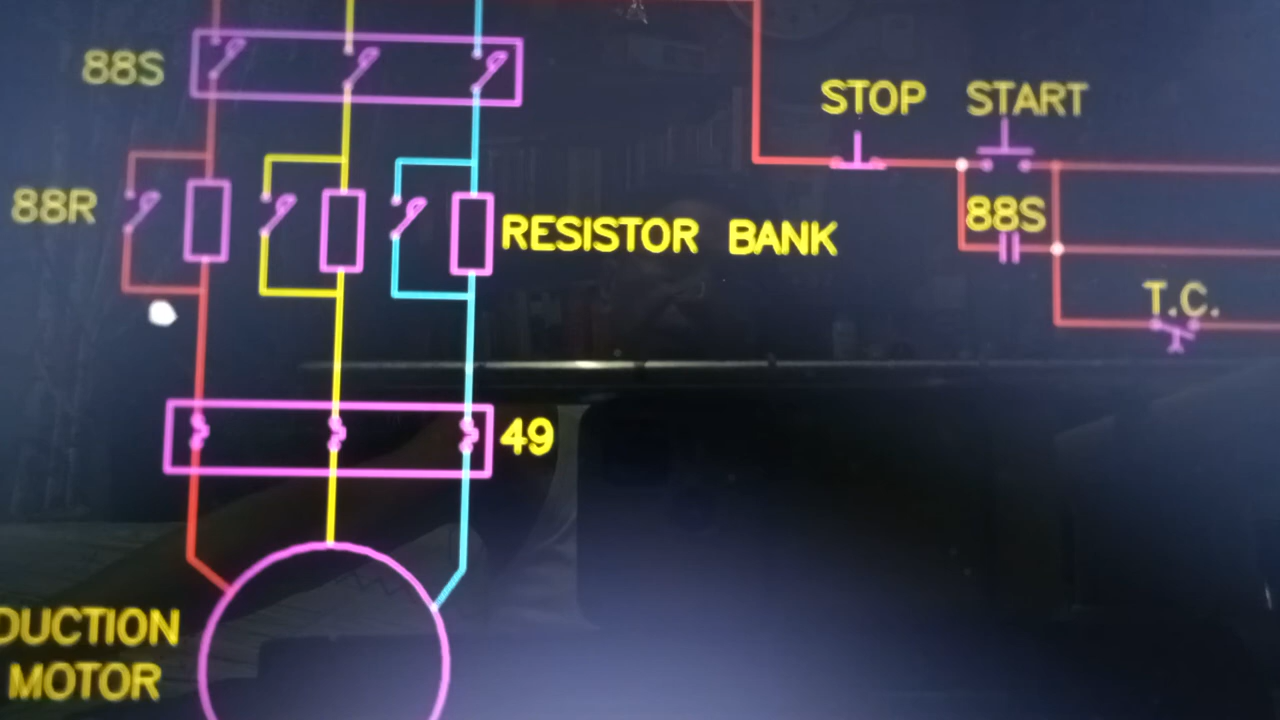 88S
STOP
START
88R
88S
RESISTOR BANK
T.C.
49
DUCTION
MOTOR